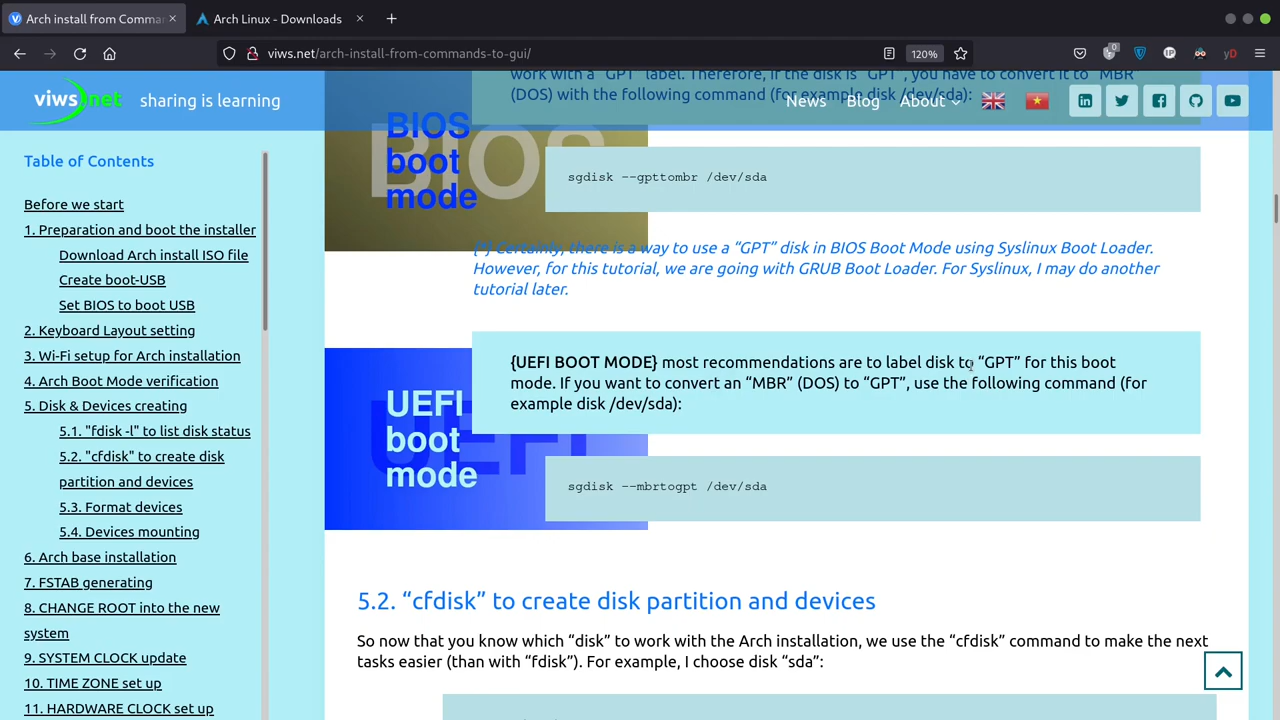 Arch install from Comma
Arch Linux - Downloads
viws.net/arch-install-from-commands-to-gui/
120%
0
viws.net
sharing is learning
News
Blog
About
work with a “GPT” label. Therefore, if the disk is “GPT”, you have to convert it to “MBR”
(DOS) with the following command (for example disk /dev/sda):
BIOS
BIOS
boot
mode
sgdisk --gpttombr /dev/sda
(*) Certainly, there is a way to use a “GPT” disk in BIOS Boot Mode using Syslinux Boot Loader.
However, for this tutorial, we are going with GRUB Boot Loader. For Syslinux, I may do another
tutorial later.
Table of Contents
Before we start
1. Preparation and boot the installer
Download Arch install ISO file
Create boot-USB
Set BIOS to boot USB
2. Keyboard Layout setting
3. Wi-Fi setup for Arch installation
4. Arch Boot Mode verification
5. Disk & Devices creating
5.1. "fdisk -l" to list disk status
5.2. "cfdisk" to create disk
partition and devices
5.3. Format devices
5.4. Devices mounting
6. Arch base installation
7. FSTAB generating
8. CHANGE ROOT into the new
system
9. SYSTEM CLOCK update
10. TIME ZONE set up
11. HARDWARE CLOCK set up
UEFI
UEFI
boot
mode
{UEFI BOOT MODE} most recommendations are to label disk to “GPT” for this boot
mode. If you want to convert an “MBR” (DOS) to “GPT”, use the following command (for
example disk /dev/sda):
sgdisk --mbrtogpt /dev/sda
5.2. “cfdisk” to create disk partition and devices
So now that you know which “disk” to work with the Arch installation, we use the “cfdisk” command to make the next
tasks easier (than with “fdisk”). For example, I choose disk “sda”: